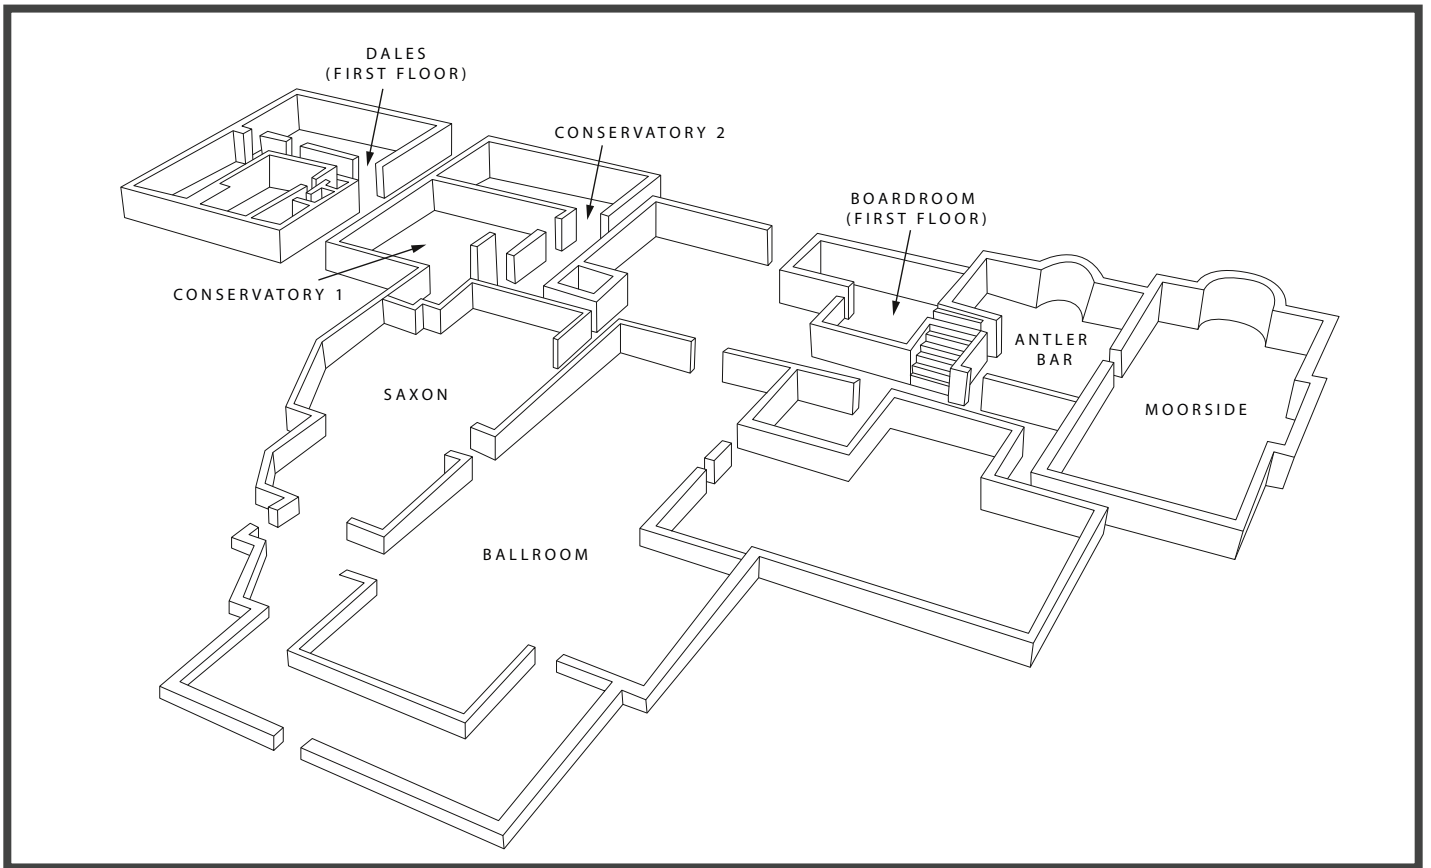 DALES
(FIRST FLOOR)
CONSERVATORY 2
BOARDROOM
(FIRST FLOOR)
CONSERVATORY 1
ANTLER
BAR
SAXON
MOORSIDE
BALLROOM